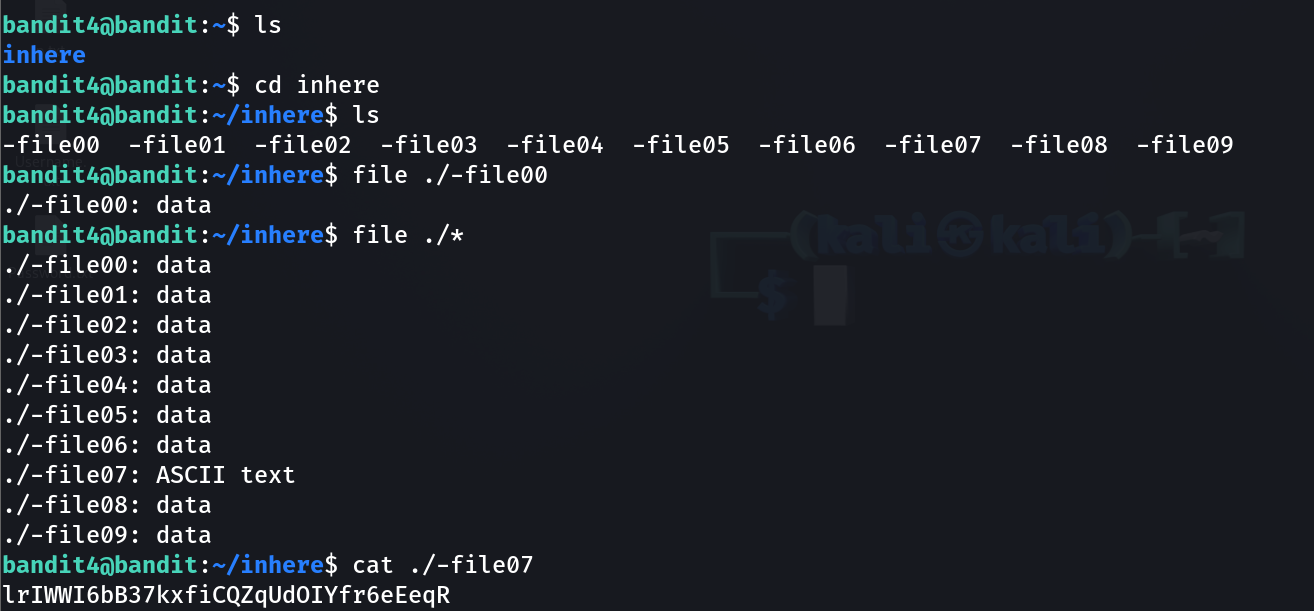 bandit4@bandit:~$ ls
inhere
bandit4@bandit:~$ cd inhere
bandit4@bandit:~/inhere$ ls
-file00  -file01  -file02  -file03  -file04  -file05  -file06  -file07  -file08  -file09
bandit4@bandit:~/inhere$ file ./-file00
./-file00: data
bandit4@bandit:~/inhere$ file ./*
./-file00: data
./-file01: data
./-file02: data
./-file03: data
./-file04: data
./-file05: data
./-file06: data
./-file07: ASCII text
./-file08: data
./-file09: data
bandit4@bandit:~/inhere$ cat ./-file07
lrIWWI6bB37kxfiCQZqUdOIYfr6eEeqR
(kali㉿kali)-[~]
$